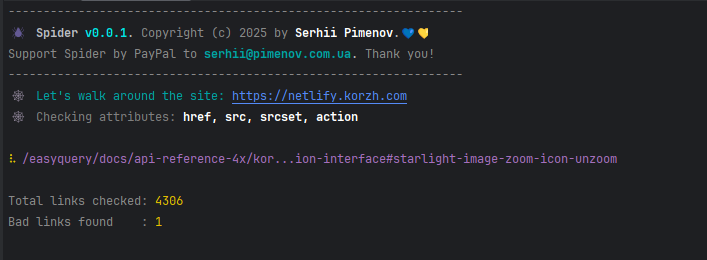 -----------------------------------------------------------------
Spider v0.0.1. Copyright (c) 2025 by Serhii Pimenov.💙💛
Support Spider by PayPal to serhii@pimenov.com.ua. Thank you!
-----------------------------------------------------------------
Let's walk around the site: https://netlify.korzh.com
Checking attributes: href, src, srcset, action
/easyquery/docs/api-reference-4x/kor...ion-interface#starlight-image-zoom-icon-unzoom
Total links checked: 4306
Bad links found    : 1